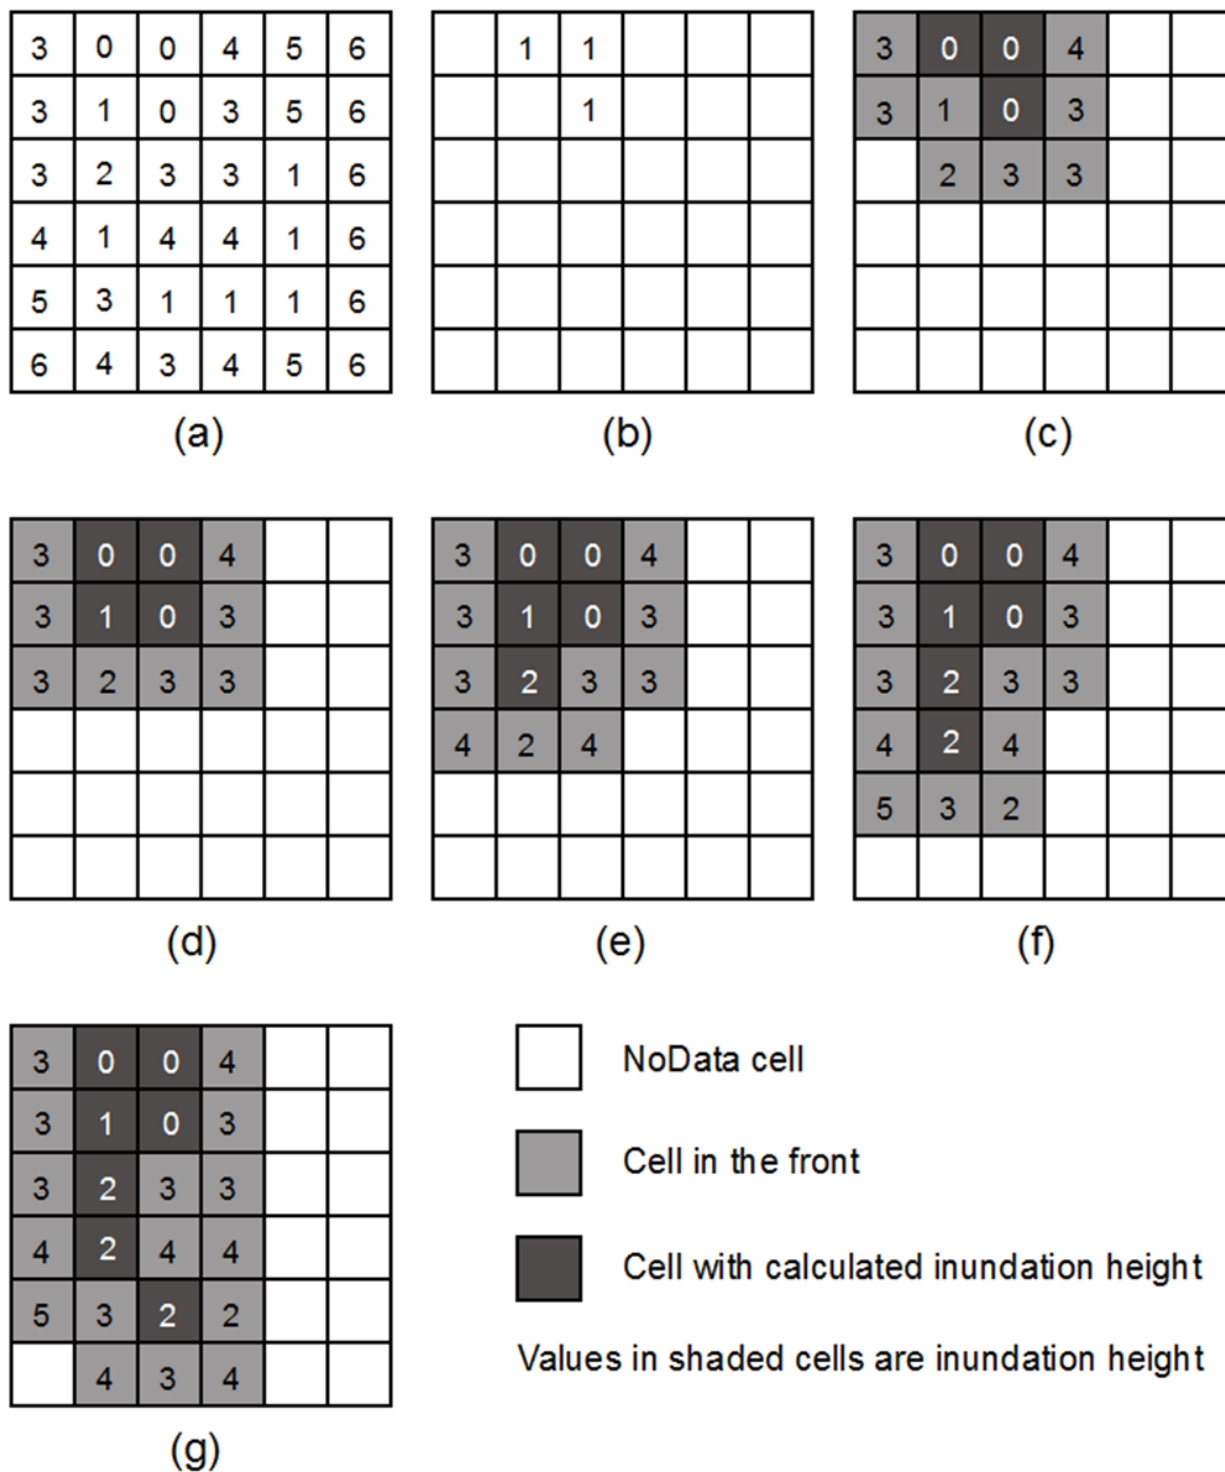 3 0 0 4 5 6
3 1 0 3 5 6
3 2 3 3 1 6
4 1 4 4 1 6
5 3 1 1 1 6
6 4 3 4 5 6
(a)
1 1
1
(b)
3 0 0 4
3 1 0 3
2 3 3
(c)
3 0 0 4
3 1 0 3
3 2 3 3
(d)
3 0 0 4
3 1 0 3
3 2 3 3
4 2 4
(e)
3 0 0 4
3 1 0 3
3 2 3 3
4 2 4
5 3 2
(f)
3 0 0 4
3 1 0 3
3 2 3 3
4 2 4 4
5 3 2 2
4 3 4
(g)
NoData cell
Cell in the front
Cell with calculated inundation height
Values in shaded cells are inundation height